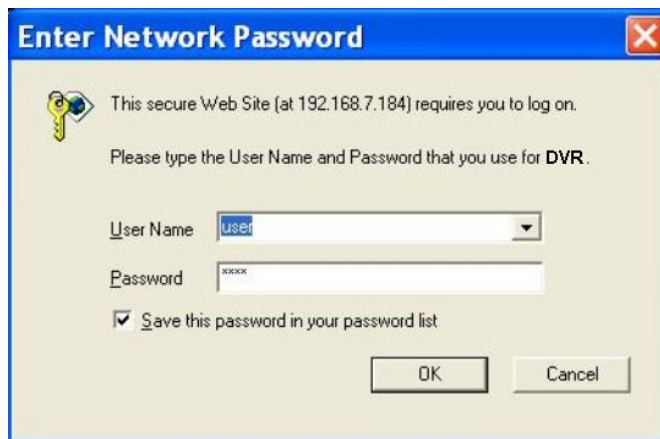 Enter Network Password
This secure Web Site (at 192.168.7.184) requires you to log on.
Please type the User Name and Password that you use for DVR.
User Name user
Password ****
Save this password in your password list
OK Cancel